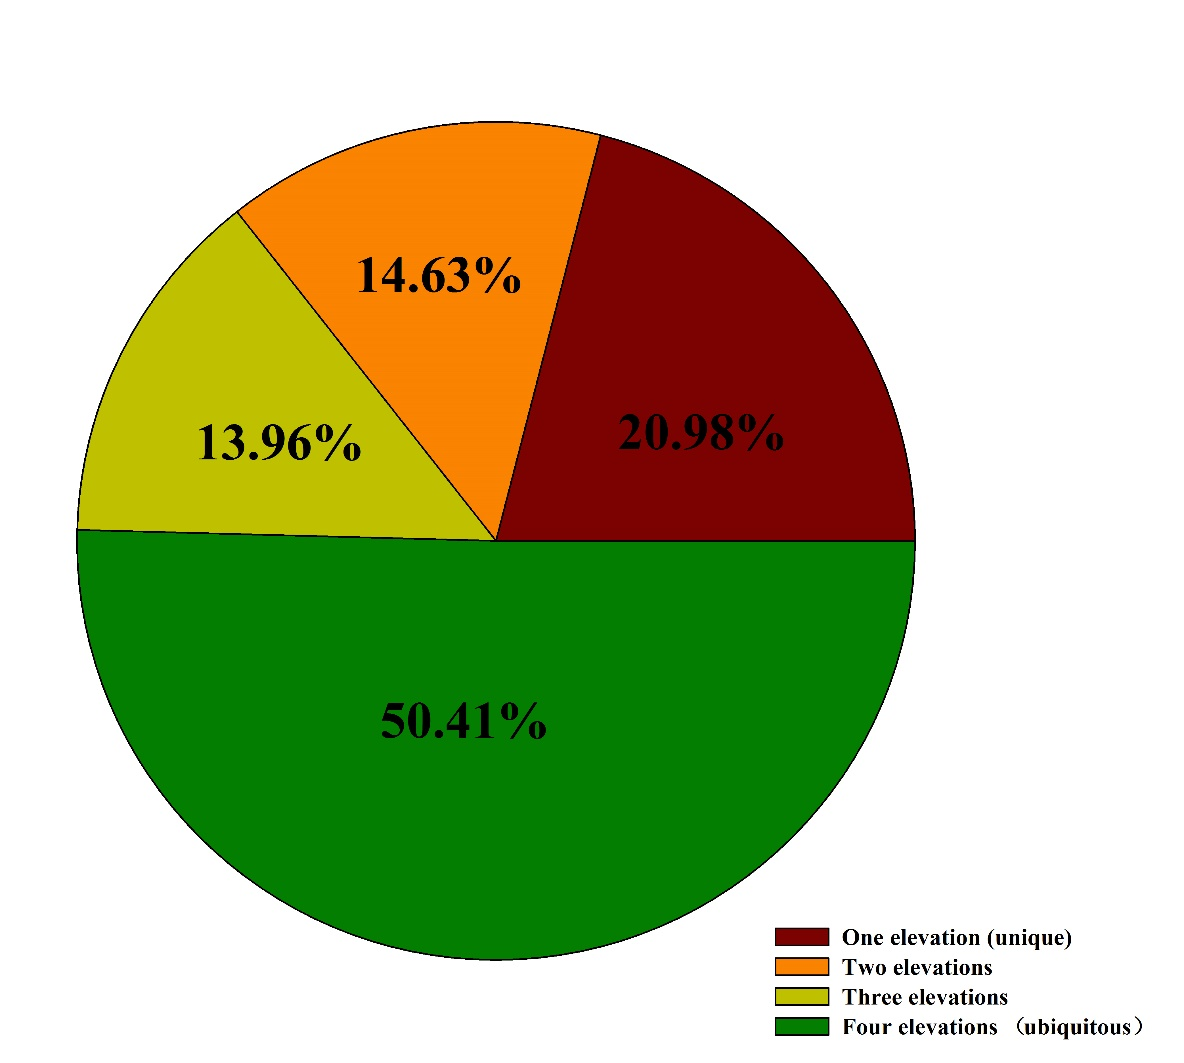 14.63%
20.98%
13.96%
50.41%
One elevation (unique)
Two elevations
Three elevations
Four elevations （ubiquitous）